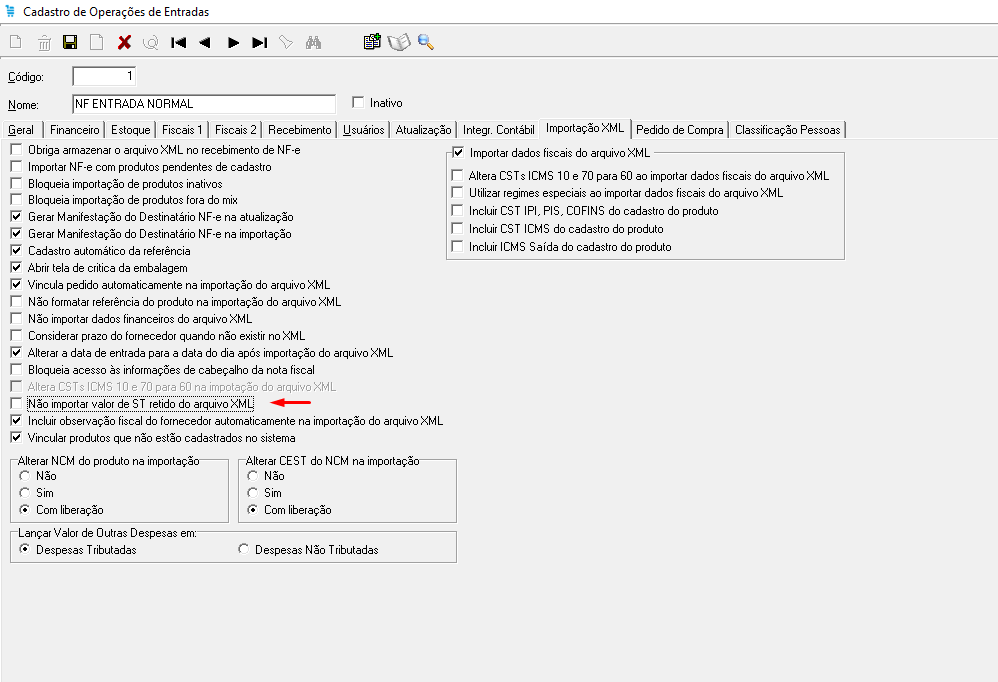 Cadastro de Operações de Entradas
Código: 1
Nome: NF ENTRADA NORMAL Inativo
Geral Financeiro Estoque Fiscais 1 Fiscais 2 Recebimento Usuários Atualização Integr. Contábil Importação XML Pedido de Compra Classificação Pessoas
Obriga armazenar o arquivo XML no recebimento de NF-e
Importar NF-e com produtos pendentes de cadastro
Bloqueia importação de produtos inativos
Bloqueia importação de produtos fora do mix
Gerar Manifestação do Destinatário NF-e na atualização
Gerar Manifestação do Destinatário NF-e na importação
Cadastro automático da referência
Abrir tela de critica da embalagem
Vincula pedido automaticamente na importação do arquivo XML
Não formatar referência do produto na importação do arquivo XML
Não importar dados financeiros do arquivo XML
Considerar prazo do fornecedor quando não existir no XML
Alterar a data de entrada para a data do dia após importação do arquivo XML
Bloqueia acesso às informações de cabeçalho da nota fiscal
Altera CSTs ICMS 10 e 70 para 60 na impotação do arquivo XML
Não importar valor de ST retido do arquivo XML
Incluir observação fiscal do fornecedor automaticamente na importação do arquivo XML
Vincular produtos que não estão cadastrados no sistema
Importar dados fiscais do arquivo XML
Altera CSTs ICMS 10 e 70 para 60 ao importar dados fiscais do arquivo XML
Utilizar regimes especiais ao importar dados fiscais do arquivo XML
Incluir CST IPI, PIS, COFINS do cadastro do produto
Incluir CST ICMS do cadastro do produto
Incluir ICMS Saída do cadastro do produto
Alterar NCM do produto na importação
Não
Sim
Com liberação
Alterar CEST do NCM na importação
Não
Sim
Com liberação
Lançar Valor de Outras Despesas em:
Despesas Tributadas Despesas Não Tributadas